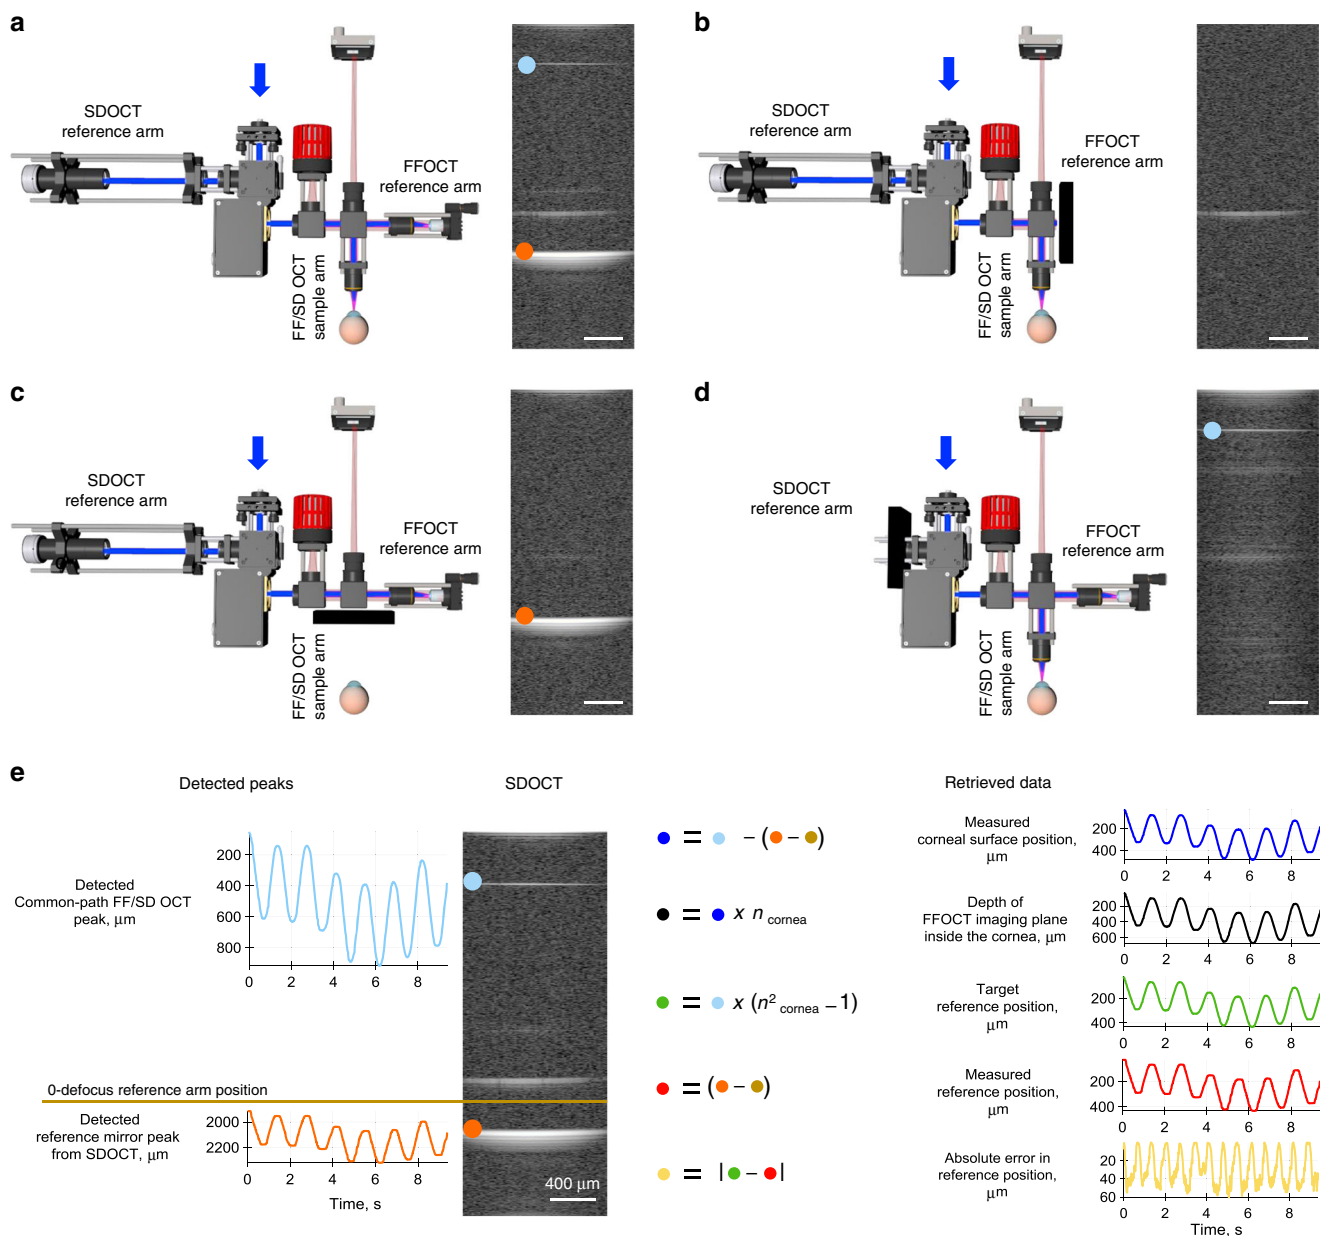 a
SDOCT
reference arm
FFOCT
reference arm
FF/SD OCT
sample arm
b
SDOCT
reference arm
FFOCT
reference arm
FF/SD OCT
sample arm
c
SDOCT
reference arm
FFOCT
reference arm
FF/SD OCT
sample arm
d
SDOCT
reference arm
FFOCT
reference arm
FF/SD OCT
sample arm
e
Detected peaks
SDOCT
Retrieved data
Detected
Common-path FF/SD OCT
peak, μm
200
400
600
800
0 2 4 6 8
0-defocus reference arm position
Detected
reference mirror peak
from SDOCT, μm
2000
2200
0 2 4 6 8
Time, s
400 μm
= – ( – )
= x n cornea
= x (n² cornea – 1)
= ( – )
= | – |
Measured
corneal surface position,
μm
200
400
0 2 4 6 8
Depth of
FFOCT imaging plane
inside the cornea, μm
200
400
600
0 2 4 6 8
Target
reference position,
μm
200
400
0 2 4 6 8
Measured
reference position,
μm
200
400
0 2 4 6 8
Absolute error in
reference position,
μm
20
40
60
0 2 4 6 8
Time, s